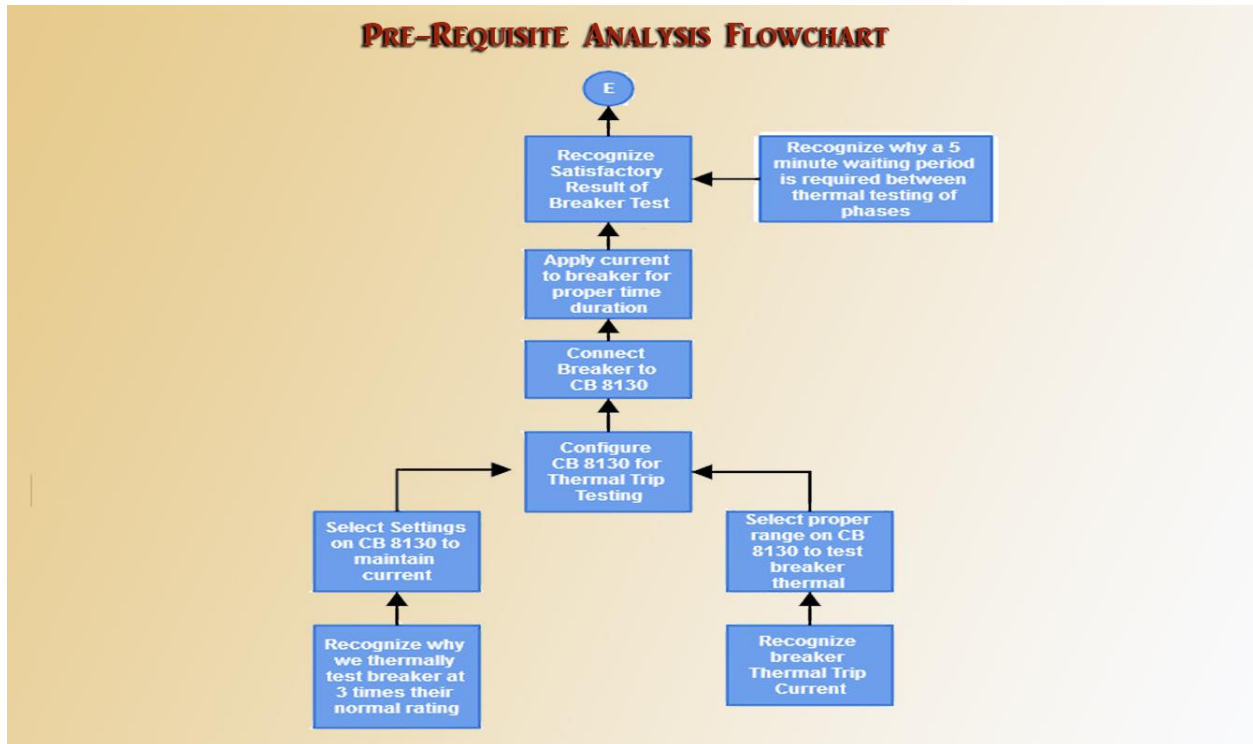 PRE-REQUISITE ANALYSIS FLOWCHART
E
Recognize
Satisfactory
Result of
Breaker Test
Recognize why a 5
minute waiting period
is required between
thermal testing of
phases
Apply current
to breaker for
proper time
duration
Connect
Breaker to
CB 8130
Configure
CB 8130 for
Thermal Trip
Testing
Select Settings
on CB 8130 to
maintain
current
Select proper
range on CB
8130 to test
breaker
thermal
Recognize why
we thermally
test breaker at
3 times their
normal rating
Recognize
breaker
Thermal Trip
Current